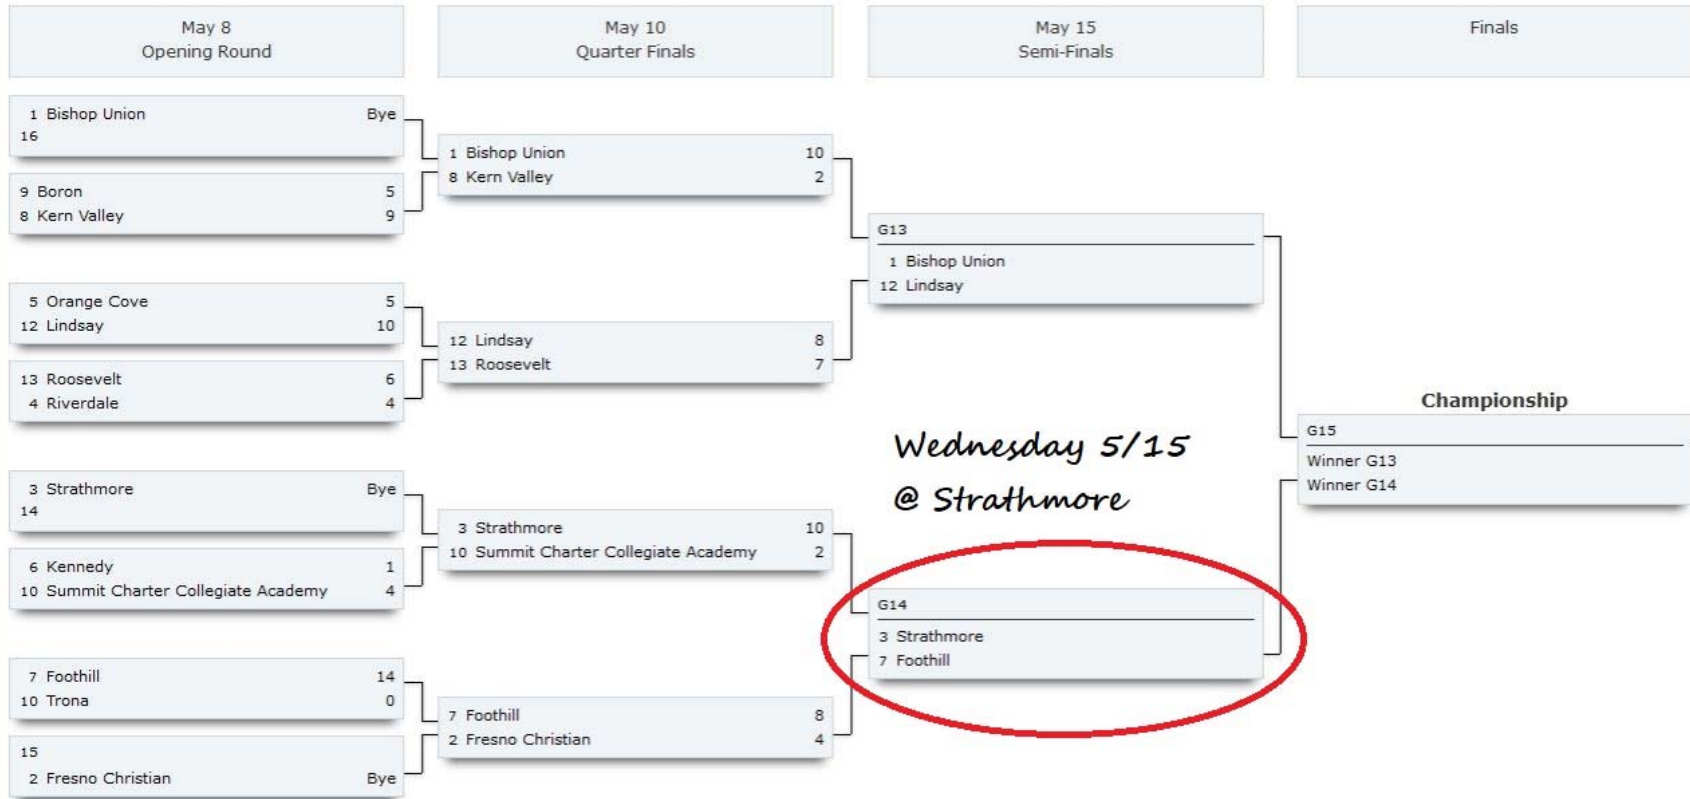 May 8
Opening Round
May 10
Quarter Finals
May 15
Semi-Finals
Finals
1 Bishop Union Bye
16
9 Boron 5
8 Kern Valley 9
5 Orange Cove 5
12 Lindsay 10
13 Roosevelt 6
4 Riverdale 4
3 Strathmore Bye
14
6 Kennedy 1
10 Summit Charter Collegiate Academy 4
7 Foothill 14
10 Trona 0
15
2 Fresno Christian Bye
1 Bishop Union 10
8 Kern Valley 2
12 Lindsay 8
13 Roosevelt 7
3 Strathmore 10
10 Summit Charter Collegiate Academy 2
7 Foothill 8
2 Fresno Christian 4
G13
1 Bishop Union
12 Lindsay
Wednesday 5/15
@ Strathmore
G14
3 Strathmore
7 Foothill
Championship
G15
Winner G13
Winner G14